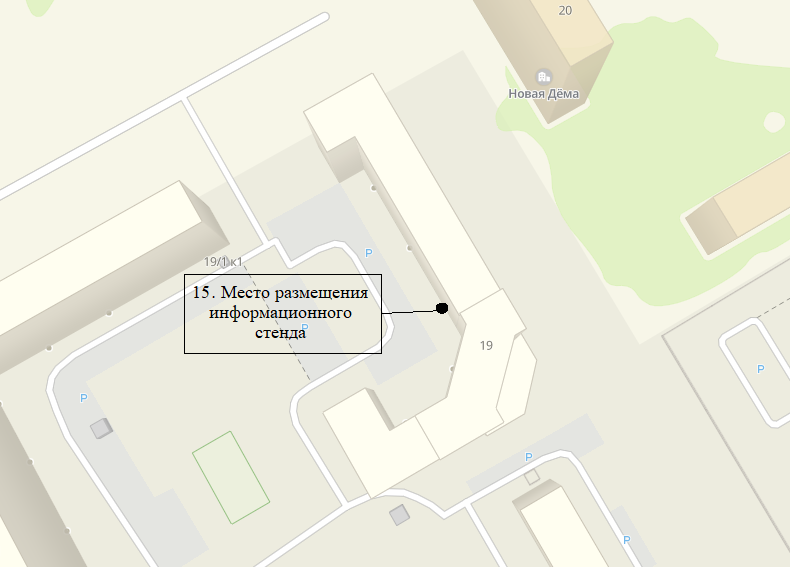 20
Новая Дёма
P
19/1 к1
15. Место размещения
информационного
стенда
P
19
P
P
P
P